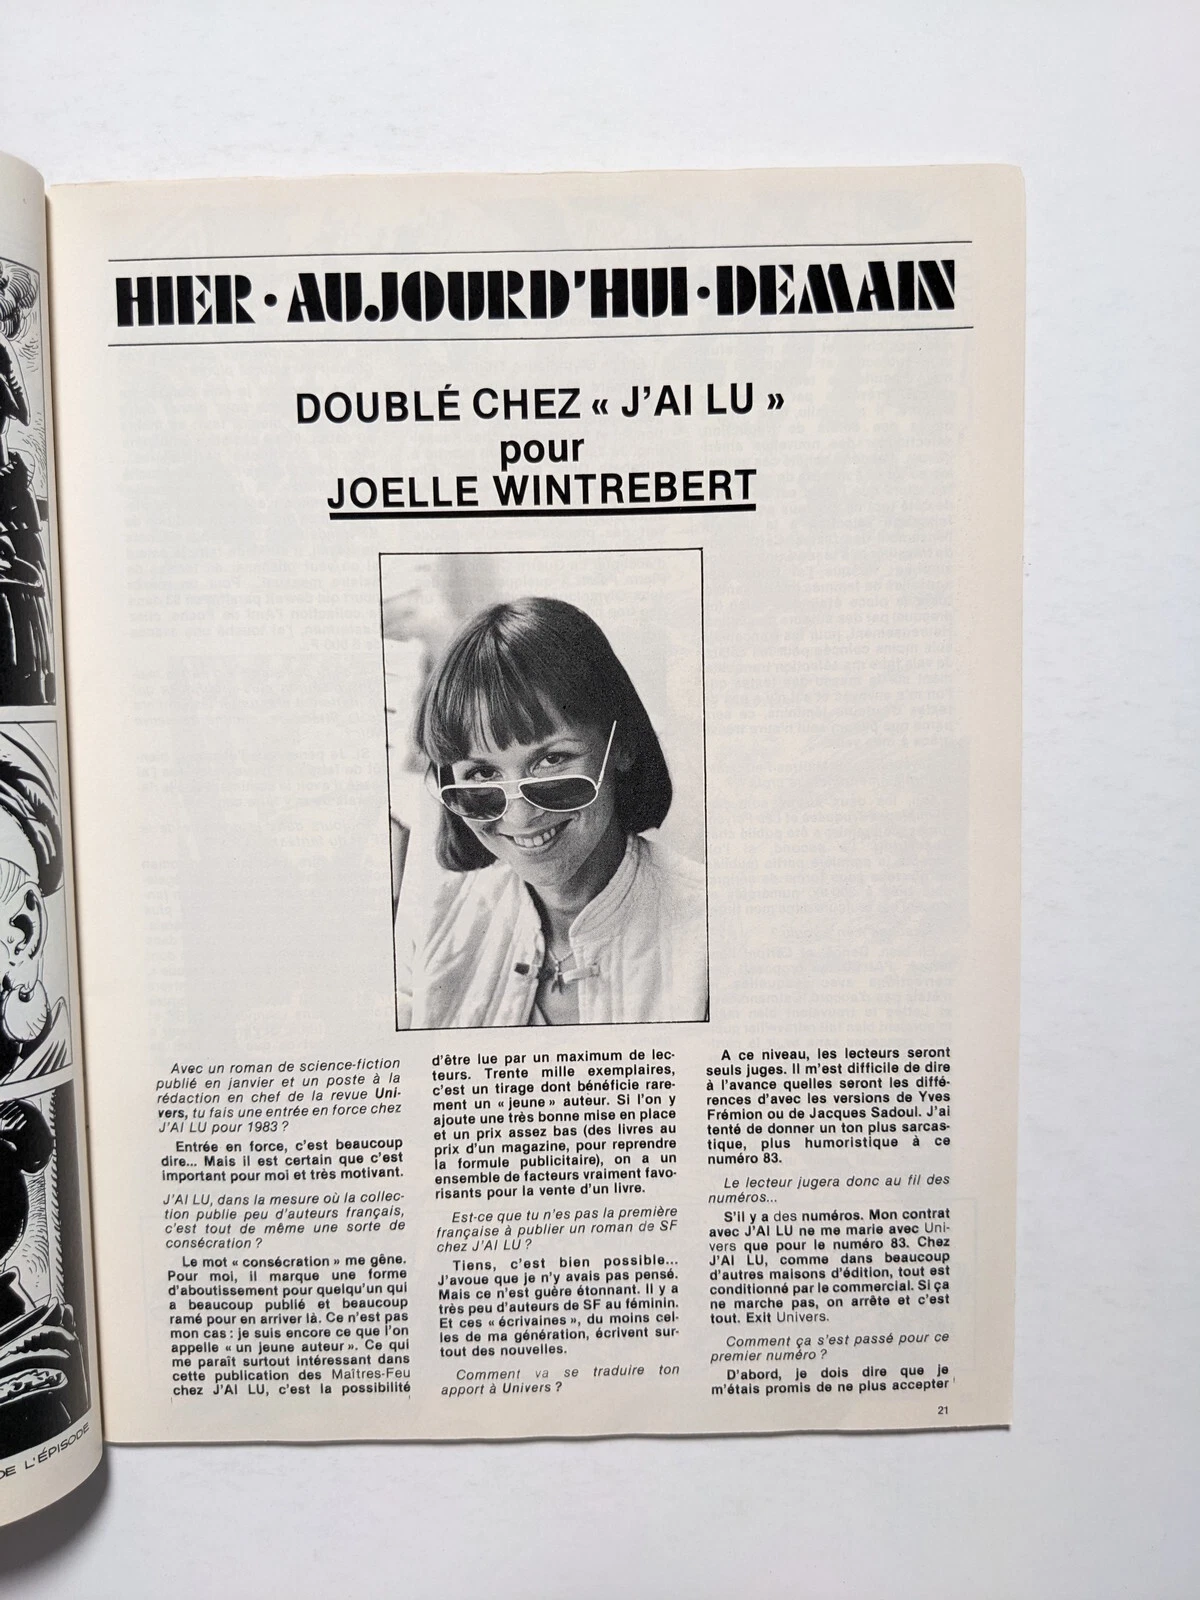 HIER·AUJOURD'HUI·DEMAIN
DOUBLÉ CHEZ « J'AI LU »
pour
JOELLE WINTREBERT
Avec un roman de science-fiction
publié en janvier et un poste à la
rédaction en chef de la revue Uni-
vers, tu fais une entrée en force chez
J'AI LU pour 1983 ?
Entrée en force, c'est beaucoup
dire... Mais il est certain que c'est
important pour moi et très motivant.
J'AI LU, dans la mesure où la collec-
tion publie peu d'auteurs français,
c'est tout de même une sorte de
consécration ?
Le mot « consécration » me gêne.
Pour moi, il marque une forme
d'aboutissement pour quelqu'un qui
a beaucoup publié et beaucoup
ramé pour en arriver là. Ce n'est pas
mon cas : je suis encore ce que l'on
appelle « un jeune auteur ». Ce qui
me paraît surtout intéressant dans
cette publication des Maîtres-Feu
chez J'AI LU, c'est la possibilité
d'être lue par un maximum de lec-
teurs. Trente mille exemplaires,
c'est un tirage dont bénéficie rare-
ment un « jeune » auteur. Si l'on y
ajoute une très bonne mise en place
et un prix assez bas (des livres au
prix d'un magazine, pour reprendre
la formule publicitaire), on a un
ensemble de facteurs vraiment favo-
risants pour la vente d'un livre.
Est-ce que tu n'es pas la première
française à publier un roman de SF
chez J'AI LU ?
Tiens, c'est bien possible...
J'avoue que je n'y avais pas pensé.
Mais ce n'est guère étonnant. Il y a
très peu d'auteurs de SF au féminin.
Et ces « écrivaines », du moins cel-
les de ma génération, écrivent sur-
tout des nouvelles.
Comment va se traduire ton
apport à Univers ?
A ce niveau, les lecteurs seront
seuls juges. Il m'est difficile de dire
à l'avance quelles seront les diffé-
rences d'avec les versions de Yves
Frémion ou de Jacques Sadoul. J'ai
tenté de donner un ton plus sarcas-
tique, plus humoristique à ce
numéro 83.
Le lecteur jugera donc au fil des
numéros...
S'il y a des numéros. Mon contrat
avec J'AI LU ne me marie avec Uni-
vers que pour le numéro 83. Chez
J'AI LU, comme dans beaucoup
d'autres maisons d'édition, tout est
conditionné par le commercial. Si ça
ne marche pas, on arrête et c'est
tout. Exit Univers.
Comment ça s'est passé pour ce
premier numéro ?
D'abord, je dois dire que je
m'étais promis de ne plus accepter
21
DE L'ÉPISODE